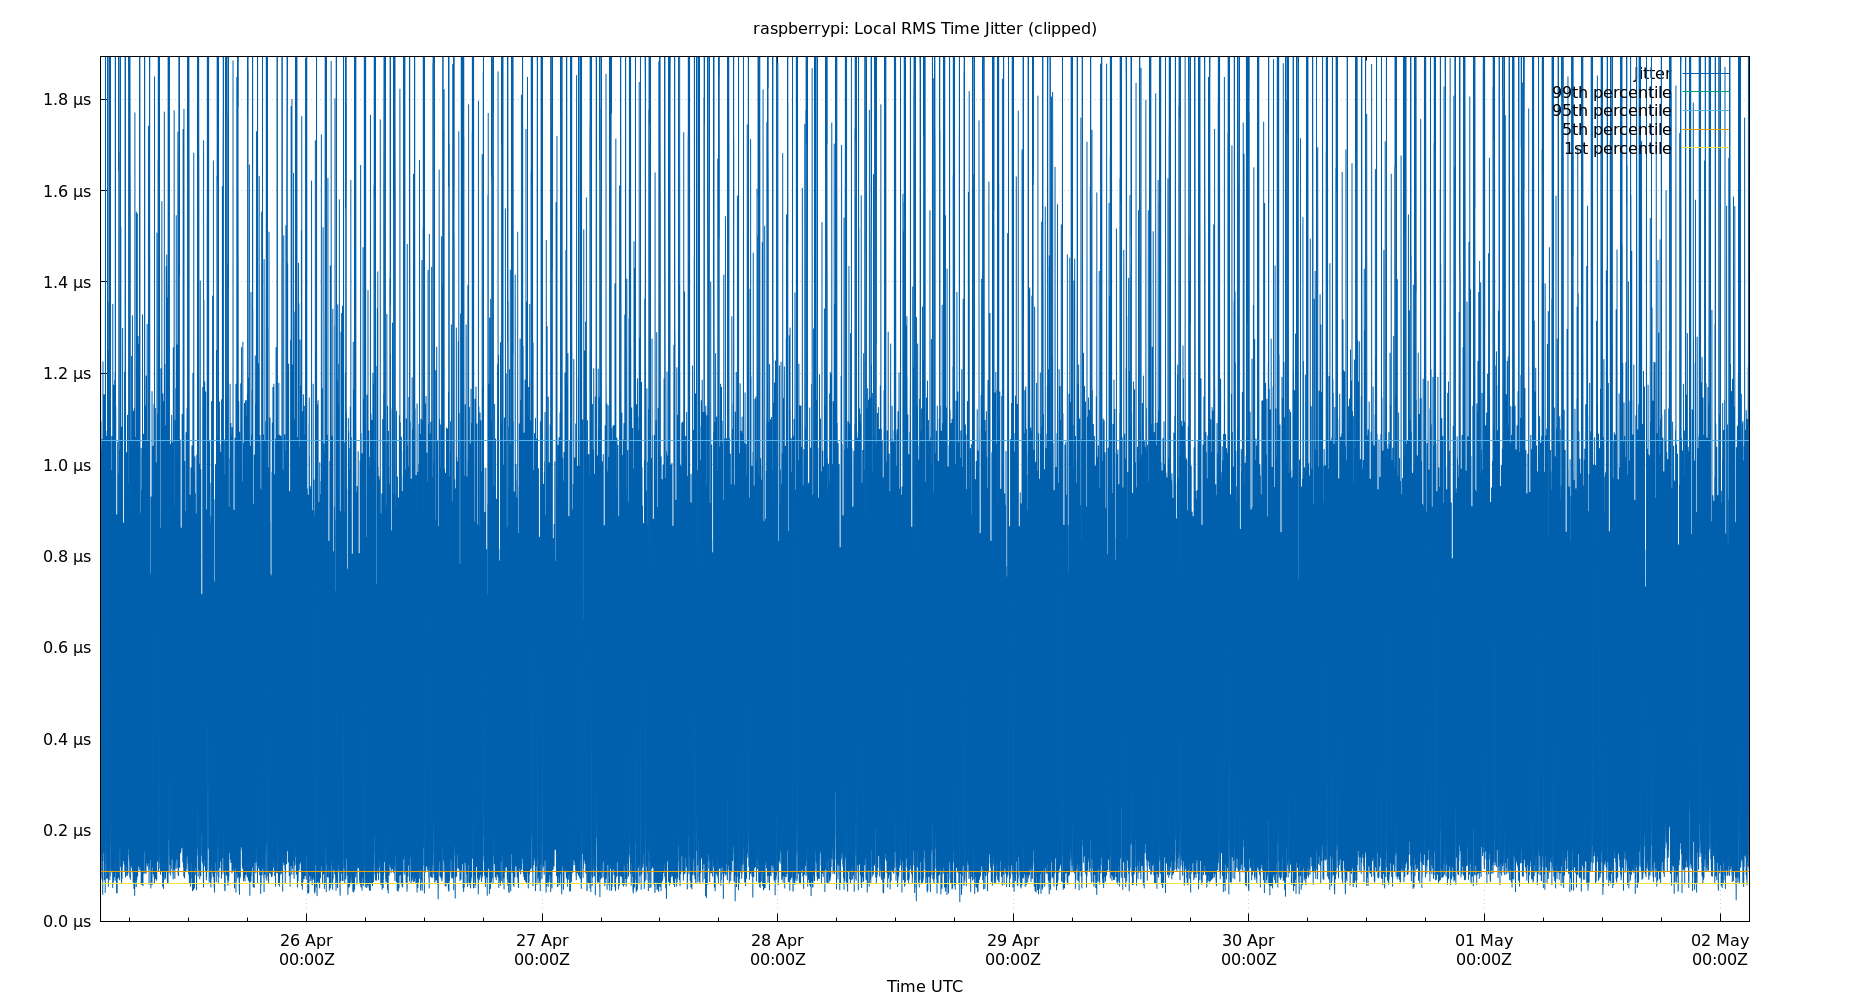 raspberrypi: Local RMS Time Jitter (clipped)
jitter
99th percentile
95th percentile
5th percentile
1st percentile
1.8 µs
1.6 µs
1.4 µs
1.2 µs
1.0 µs
0.8 µs
0.6 µs
0.4 µs
0.2 µs
0.0 µs
26 Apr 27 Apr 28 Apr 29 Apr 30 Apr 01 May 02 May
00:00Z 00:00Z 00:00Z 00:00Z 00:00Z 00:00Z 00:00Z
Time UTC